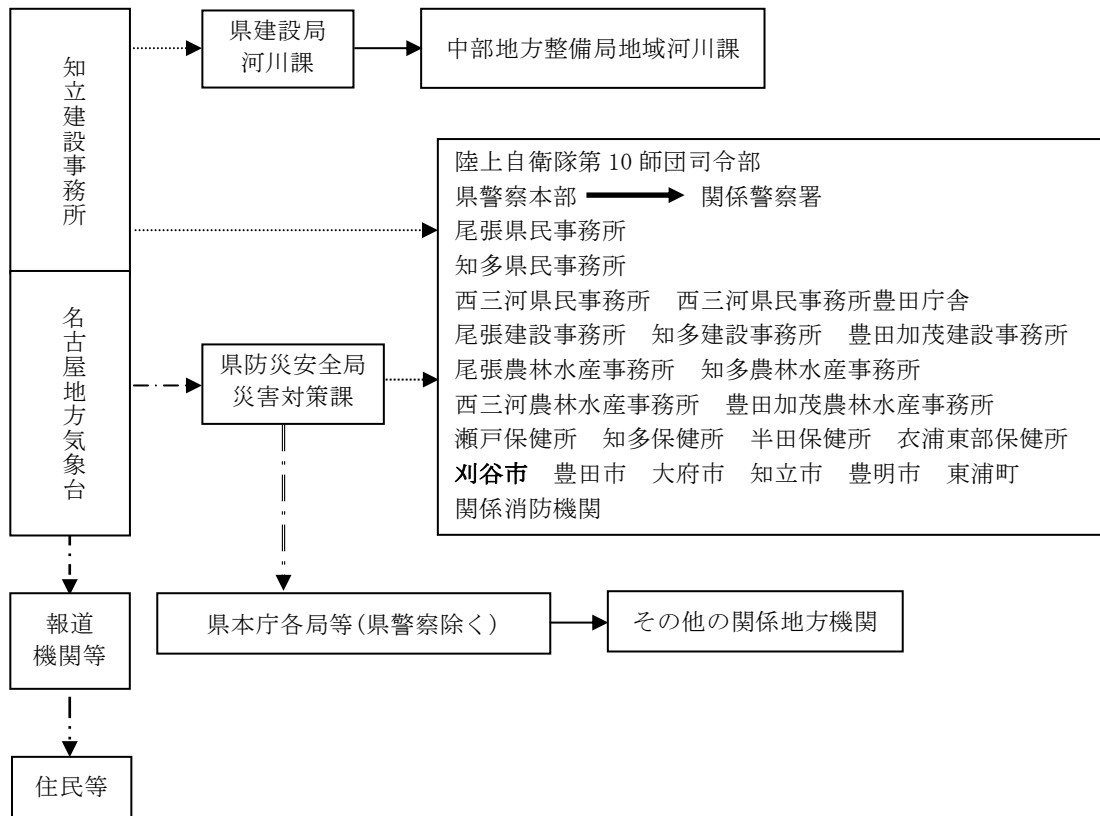 知立建設事務所
県建設局
河川課
中部地方整備局地域河川課
陸上自衛隊第 10 師団司令部
県警察本部 関係警察署
尾張県民事務所
知多県民事務所
西三河県民事務所 西三河県民事務所豊田庁舎
尾張建設事務所 知多建設事務所 豊田加茂建設事務所
尾張農林水産事務所 知多農林水産事務所
西三河農林水産事務所 豊田加茂農林水産事務所
瀬戸保健所 知多保健所 半田保健所 衣浦東部保健所
刈谷市 豊田市 大府市 知立市 豊明市 東浦町
関係消防機関
名古屋地方気象台
県防災安全局
災害対策課
報道
機関等
県本庁各局等(県警察除く)
その他の関係地方機関
住民等